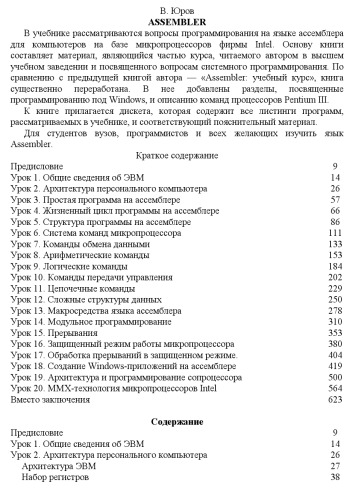 В. Юров
ASSEMBLER
В учебнике рассматриваются вопросы программирования на языке ассемблера
для компьютеров на базе микропроцессоров фирмы Intel. Основу книги
составляет материал, являющийся частью курса, читаемого автором в высшем
учебном заведении и посвященного вопросам системного программирования. По
сравнению с предыдущей книгой автора — «Assembler: учебный курс», книга
существенно переработана. В нее добавлены разделы, посвященные
программированию под Windows, и описанию команд процессоров Pentium III.
К книге прилагается дискета, которая содержит все листинги программ,
рассматриваемых в учебнике, и соответствующий пояснительный материал.
Для студентов вузов, программистов и всех желающих изучить язык
Assembler.
Краткое содержание
Предисловие 9
Урок 1. Общие сведения об ЭВМ 14
Урок 2. Архитектура персонального компьютера 26
Урок 3. Простая программа на ассемблере 57
Урок 4. Жизненный цикл программы на ассемблере 66
Урок 5. Структура программы на ассемблере 86
Урок 6. Система команд микропроцессора 111
Урок 7. Команды обмена данными 133
Урок 8. Арифметические команды 153
Урок 9. Логические команды 184
Урок 10. Команды передачи управления 202
Урок 11. Цепочечные команды 229
Урок 12. Сложные структуры данных 250
Урок 13. Макросредства языка ассемблера 278
Урок 14. Модульное программирование 310
Урок 15. Прерывания 353
Урок 16. Защищенный режим работы микропроцессора 380
Урок 17. Обработка прерываний в защищенном режиме. 404
Урок 18. Создание Windows-приложений на ассемблере 419
Урок 19. Архитектура и программирование сопроцессора 500
Урок 20. MMX-технология микропроцессоров Intel 564
Вместо заключения 623
Содержание
Предисловие 9
Урок 1. Общие сведения об ЭВМ 14
Урок 2. Архитектура персонального компьютера 26
Архитектура ЭВМ 27
Набор регистров 38